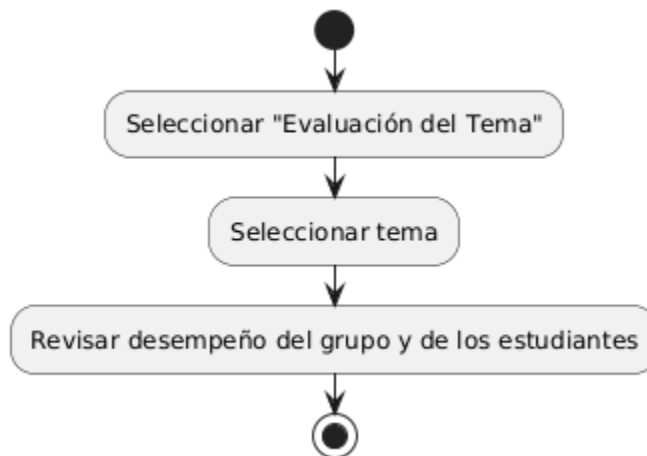 Seleccionar "Evaluación del Tema"
Seleccionar tema
Revisar desempeño del grupo y de los estudiantes